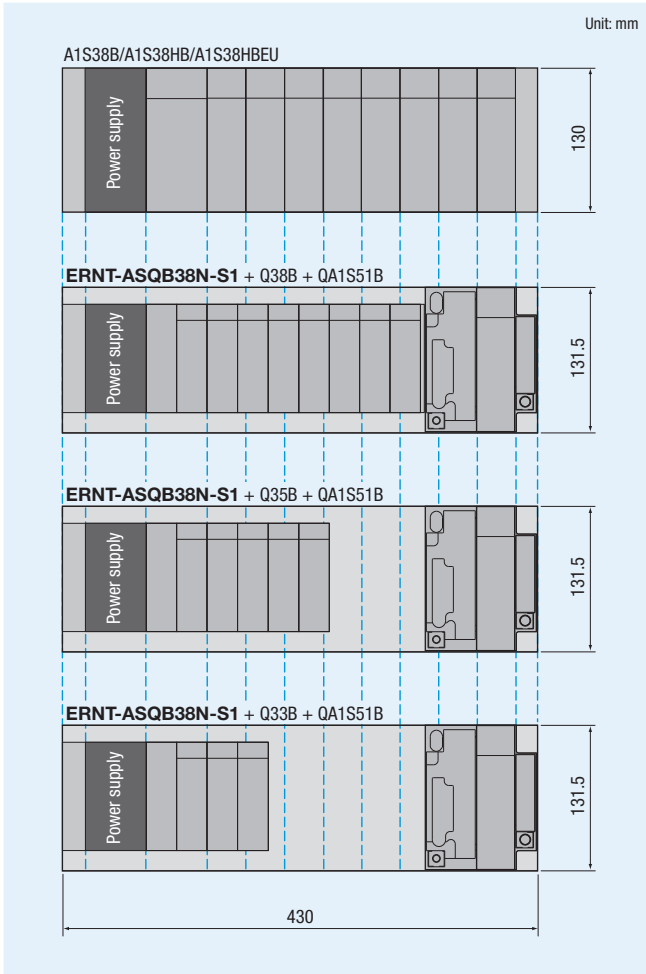 Unit: mm
A1S38B/A1S38HB/A1S38HBEU
Power supply
130
ERNT-ASQB38N-S1 + Q38B + QA1S51B
Power supply
131.5
ERNT-ASQB38N-S1 + Q35B + QA1S51B
Power supply
131.5
ERNT-ASQB38N-S1 + Q33B + QA1S51B
Power supply
131.5
430